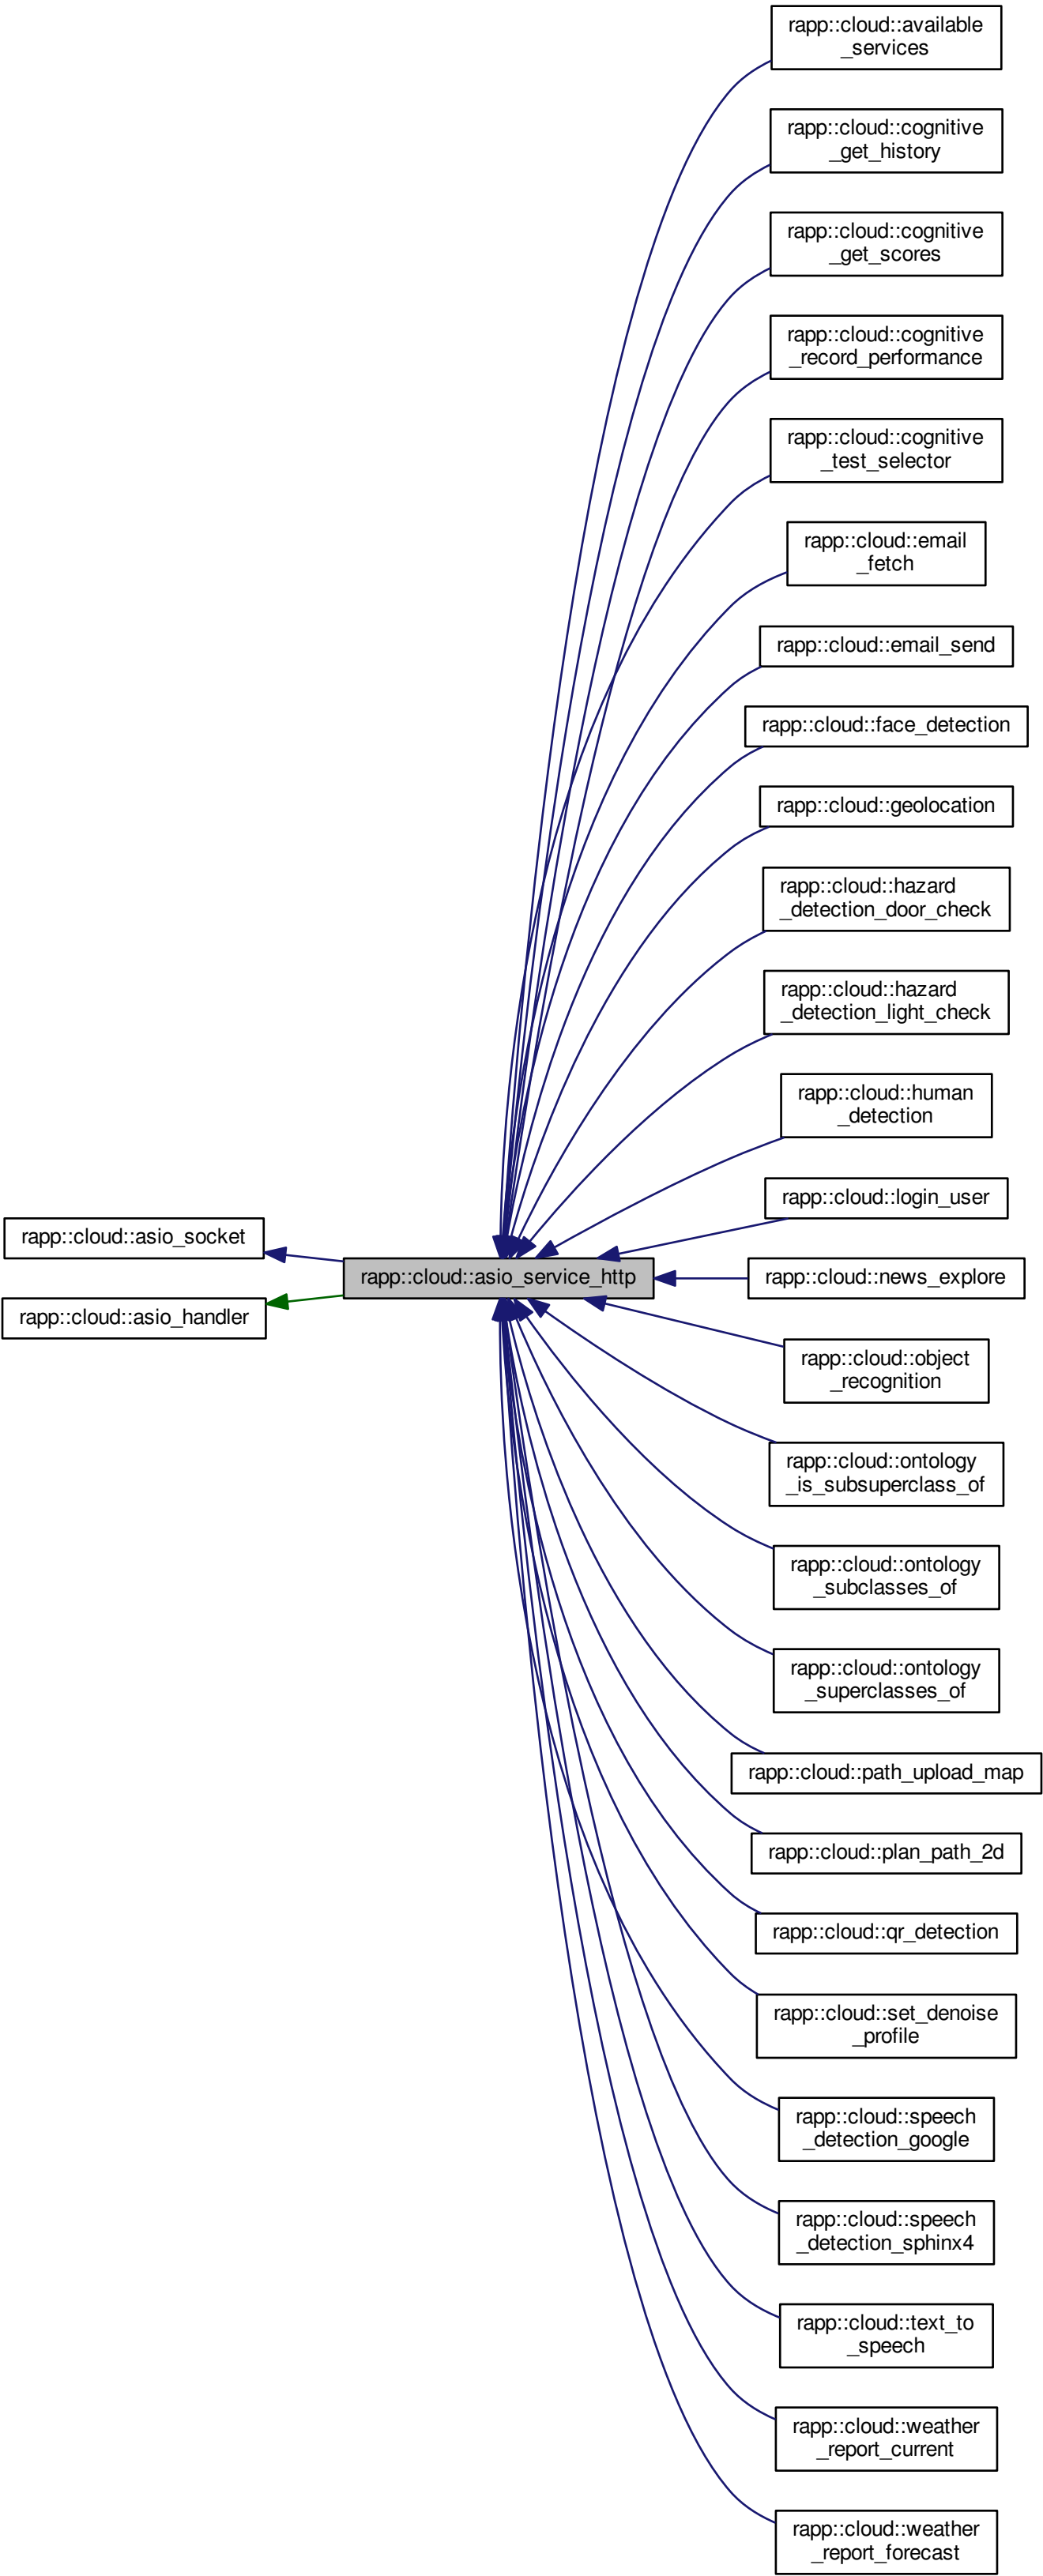 rapp::cloud::available
_services
rapp::cloud::cognitive
_get_history
rapp::cloud::cognitive
_get_scores
rapp::cloud::cognitive
_record_performance
rapp::cloud::cognitive
_test_selector
rapp::cloud::email
_fetch
rapp::cloud::email_send
rapp::cloud::face_detection
rapp::cloud::geolocation
rapp::cloud::hazard
_detection_door_check
rapp::cloud::hazard
_detection_light_check
rapp::cloud::human
_detection
rapp::cloud::login_user
rapp::cloud::asio_socket
rapp::cloud::asio_service_http
rapp::cloud::news_explore
rapp::cloud::asio_handler
rapp::cloud::object
_recognition
rapp::cloud::ontology
_is_subsuperclass_of
rapp::cloud::ontology
_subclasses_of
rapp::cloud::ontology
_superclasses_of
rapp::cloud::path_upload_map
rapp::cloud::plan_path_2d
rapp::cloud::qr_detection
rapp::cloud::set_denoise
_profile
rapp::cloud::speech
_detection_google
rapp::cloud::speech
_detection_sphinx4
rapp::cloud::text_to
_speech
rapp::cloud::weather
_report_current
rapp::cloud::weather
_report_forecast